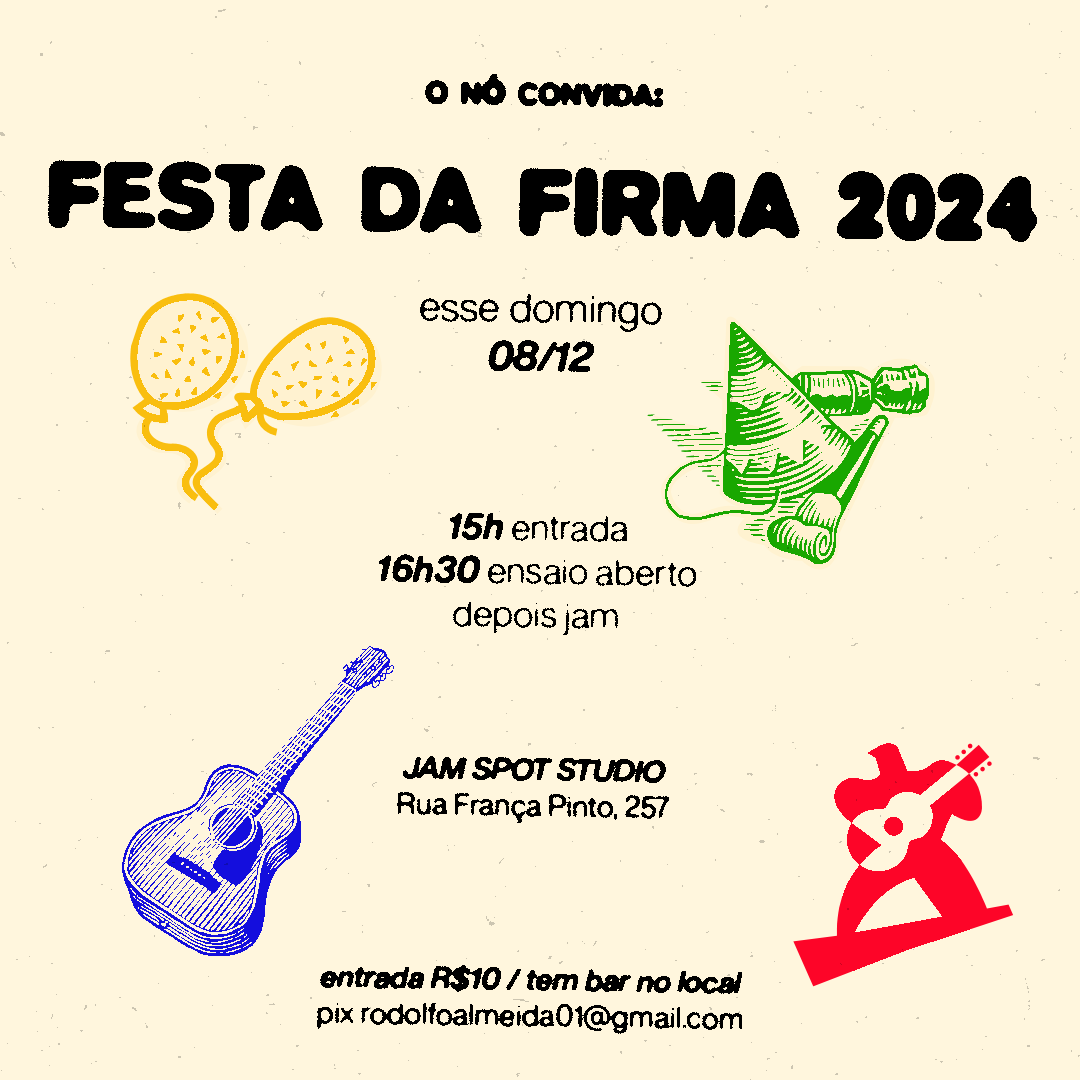 O NÓ CONVIDA:
FESTA DA FIRMA 2024
esse domingo
08/12
15h entrada
16h30 ensaio aberto
depois jam
JAM SPOT STUDIO
Rua França Pinto, 257
entrada R$10 / tem bar no local
pix rodolfoalmeida01@gmail.com